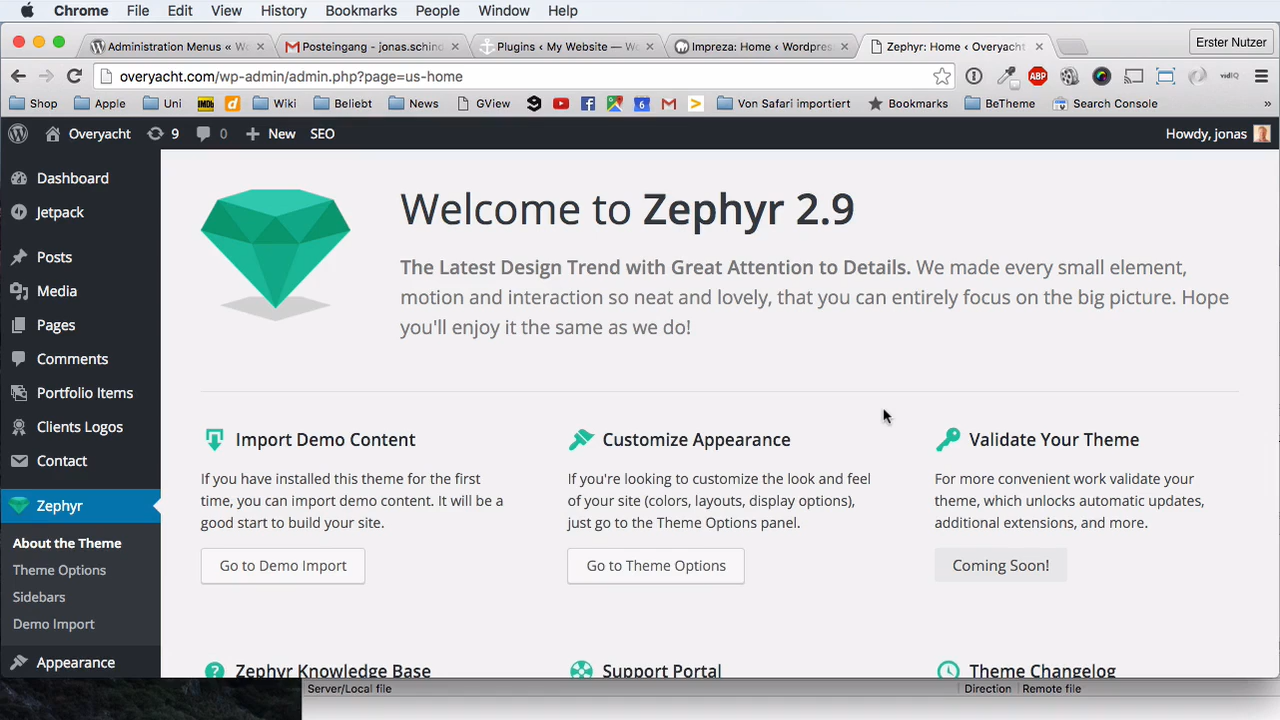 Chrome File Edit View History Bookmarks People Window Help
Administration Menus « W Posteingang - jonas.schind Plugins ‹ My Website — Wo Impreza: Home ‹ Wordpres Zephyr: Home ‹ Overyacht Erster Nutzer
overyacht.com/wp-admin/admin.php?page=us-home ABP vidIQ
Shop Apple Uni IMDb d Wiki Beliebt News GView 9 6 Von Safari importiert Bookmarks BeTheme Search Console »
Overyacht 9 0 New SEO Howdy, jonas
Dashboard
Jetpack
Posts
Media
Pages
Comments
Portfolio Items
Clients Logos
Contact
Zephyr
About the Theme
Theme Options
Sidebars
Demo Import
Appearance
Welcome to Zephyr 2.9
The Latest Design Trend with Great Attention to Details. We made every small element,
motion and interaction so neat and lovely, that you can entirely focus on the big picture. Hope
you'll enjoy it the same as we do!
Import Demo Content
If you have installed this theme for the first
time, you can import demo content. It will be a
good start to build your site.
Go to Demo Import
Customize Appearance
If you're looking to customize the look and feel
of your site (colors, layots, display options),
just go to the Theme Options panel.
Go to Theme Options
Validate Your Theme
For more convenient work validate your
theme, which unlocks automatic updates,
additional extensions, and more.
Coming Soon!
Zephyr Knowledge Base
Support Portal
Theme Changelog
Server/Local file Direction Remote file